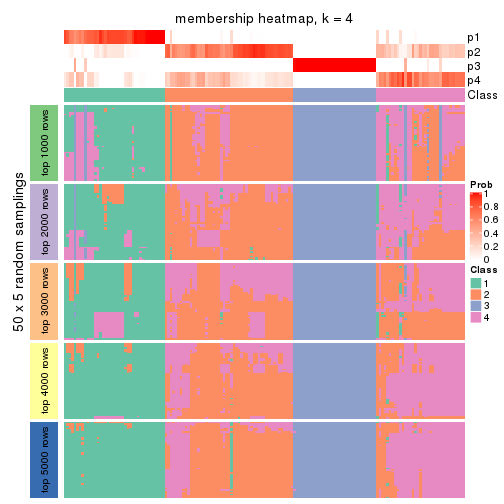 membership heatmap, k = 4
p1
p2
p3
p4
Class
50 x 5 random samplings
top 1000 rows
top 2000 rows
top 3000 rows
top 4000 rows
top 5000 rows
Prob
1
0.8
0.6
0.4
0.2
0
Class
1
2
3
4